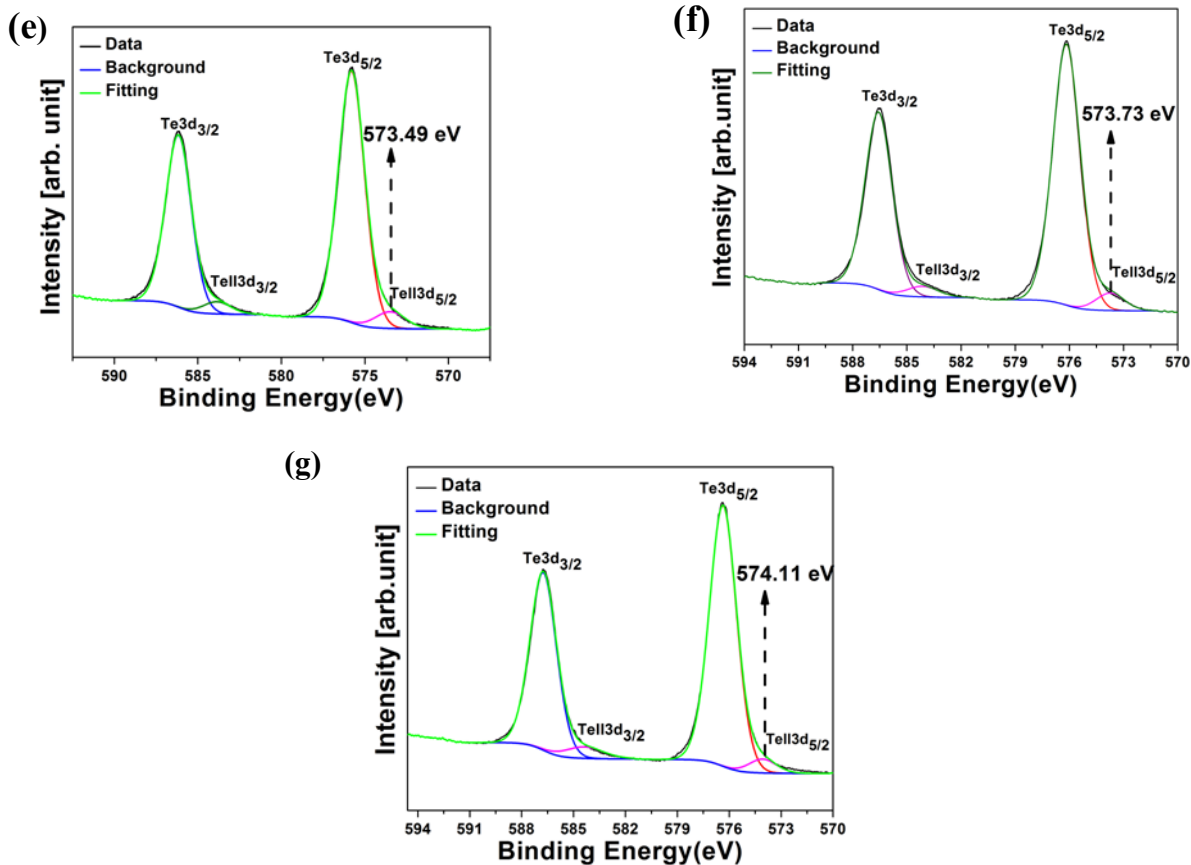 (e)
Data
Background
Fitting
Te3d5/2
Te3d3/2
573.49 eV
TeII3d3/2
TeII3d5/2
Intensity [arb. unit)
590 585 580 575 570
Binding Energy(eV)
(f)
Data
Background
Fitting
Te3d5/2
Te3d3/2
573.73 eV
TeII3d3/2
TeII3d5/2
Intensity [arb.unit)
594 591 588 585 582 579 576 573 570
Binding Energy(eV)
(g)
Data
Background
Fitting
Te3d5/2
Te3d3/2
574.11 eV
TeII3d3/2
TeII3d5/2
Intensity [arb.unit)
594 591 588 585 582 579 576 573 570
Binding Energy(eV)